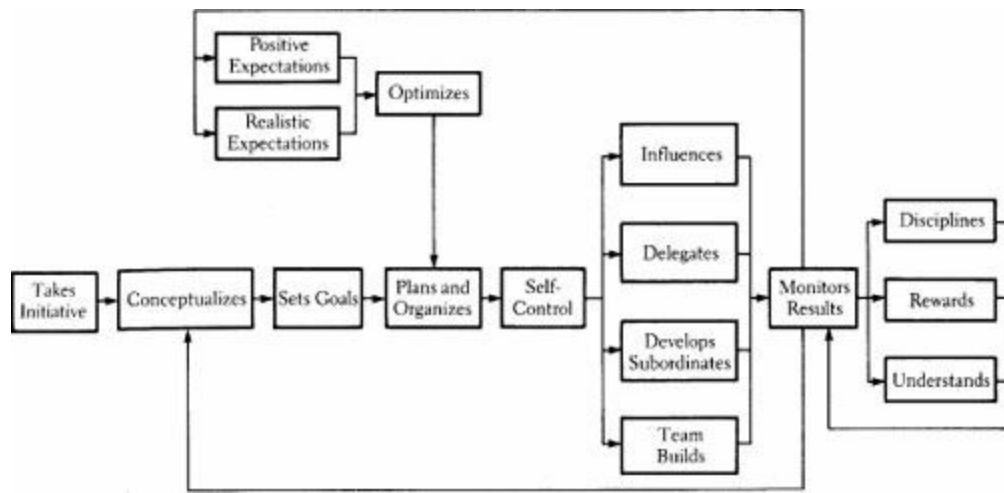 Positive
Expectations
Optimizes
Realistic
Expectations
Influences
Disciplines
Delegates
Takes
Initiative
Conceptualizes
Sets Goals
Plans and
Organizes
Self-
Control
Monitors
Results
Rewards
Develops
Subordinates
Understands
Team
Builds